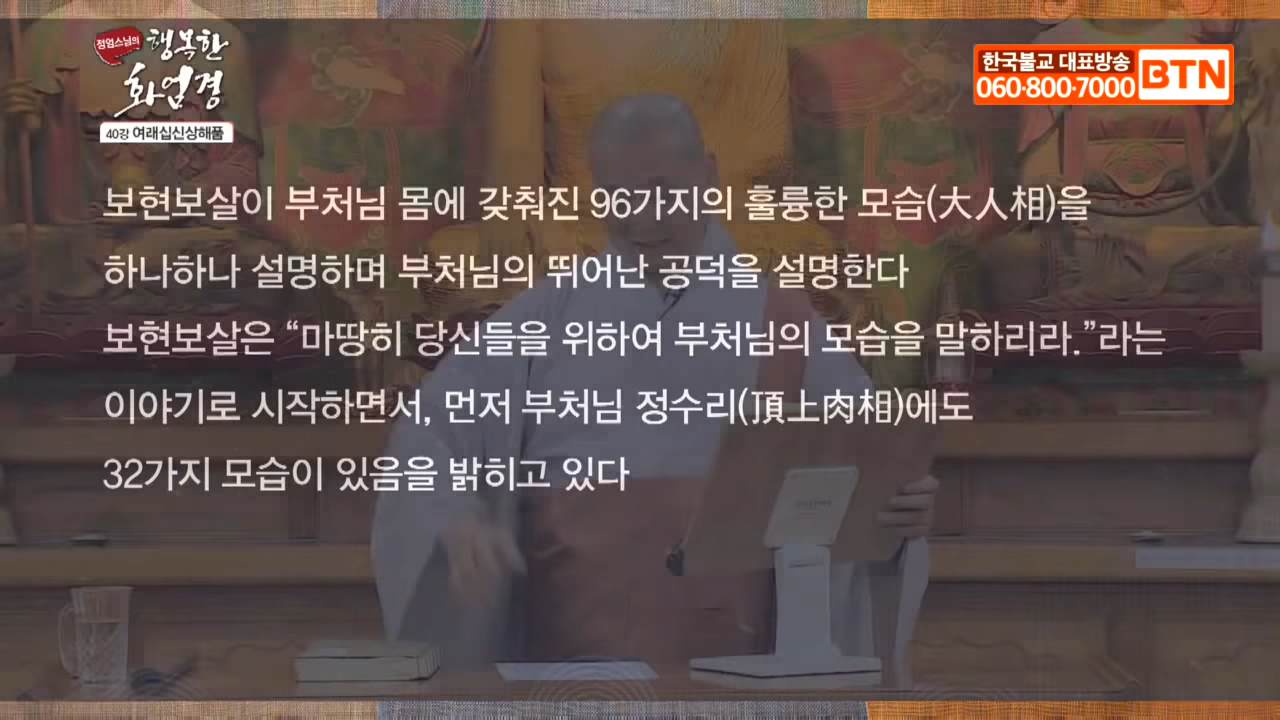 정엄스님의
행복한
화엄경
40강 여래십신상해품
한국불교 대표방송
060·800·7000
BTN
보현보살이 부처님 몸에 갖춰진 96가지의 훌륭한 모습(大人相)을
하나하나 설명하며 부처님의 뛰어난 공덕을 설명한다
보현보살은 “마땅히 당신들을 위하여 부처님의 모습을 말하리라.”라는
이야기로 시작하면서, 먼저 부처님 정수리(頂上肉相)에도
32가지 모습이 있음을 밝히고 있다